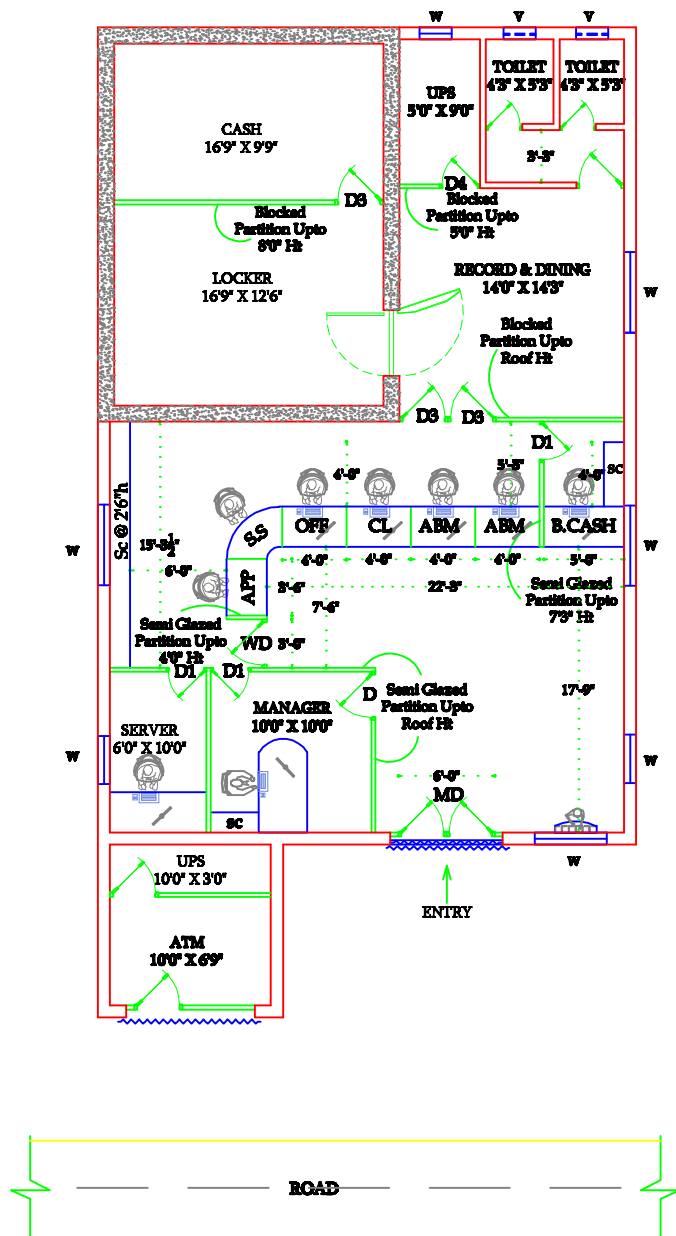 W
V
V
TOILET
4'3" X 5'3"
TOILET
4'3" X 5'3"
UPS
5'0" X 9'0"
CASH
16'9" X 9'9"
3'-3"
D4
D3
Blocked
Partition Upto
5'0" Ht
Blocked
Partition Upto
8'0" Ht
RECORD & DINING
14'0" X 14'3"
LOCKER
16'9" X 12'6"
W
Blocked
Partition Upto
Roof Ht
D3
D3
D1
Sc @ 2'6"h
4'-0"
5'-3"
4'-0"
SC
S.S
OFF
CL
ABM
ABM
B.CASH
W
W
6'-0"
4'-0"
4'-0"
4'-0"
4'-0"
5'-6"
APP
3'-6"
22'-3"
7'-6"
Semi Glazed
Partition Upto
7'3" Ht
Semi Glazed
Partition Upto
4'0" Ht
WD
3'-6"
D1
D1
D
Semi Glazed
Partition Upto
Roof Ht
17'-9"
MANAGER
10'0" X 10'0"
SERVER
6'0" X 10'0"
W
W
6'-0"
MD
SC
W
UPS
10'0" X 3'0"
ENTRY
ATM
10'0" X 6'9"
ROAD